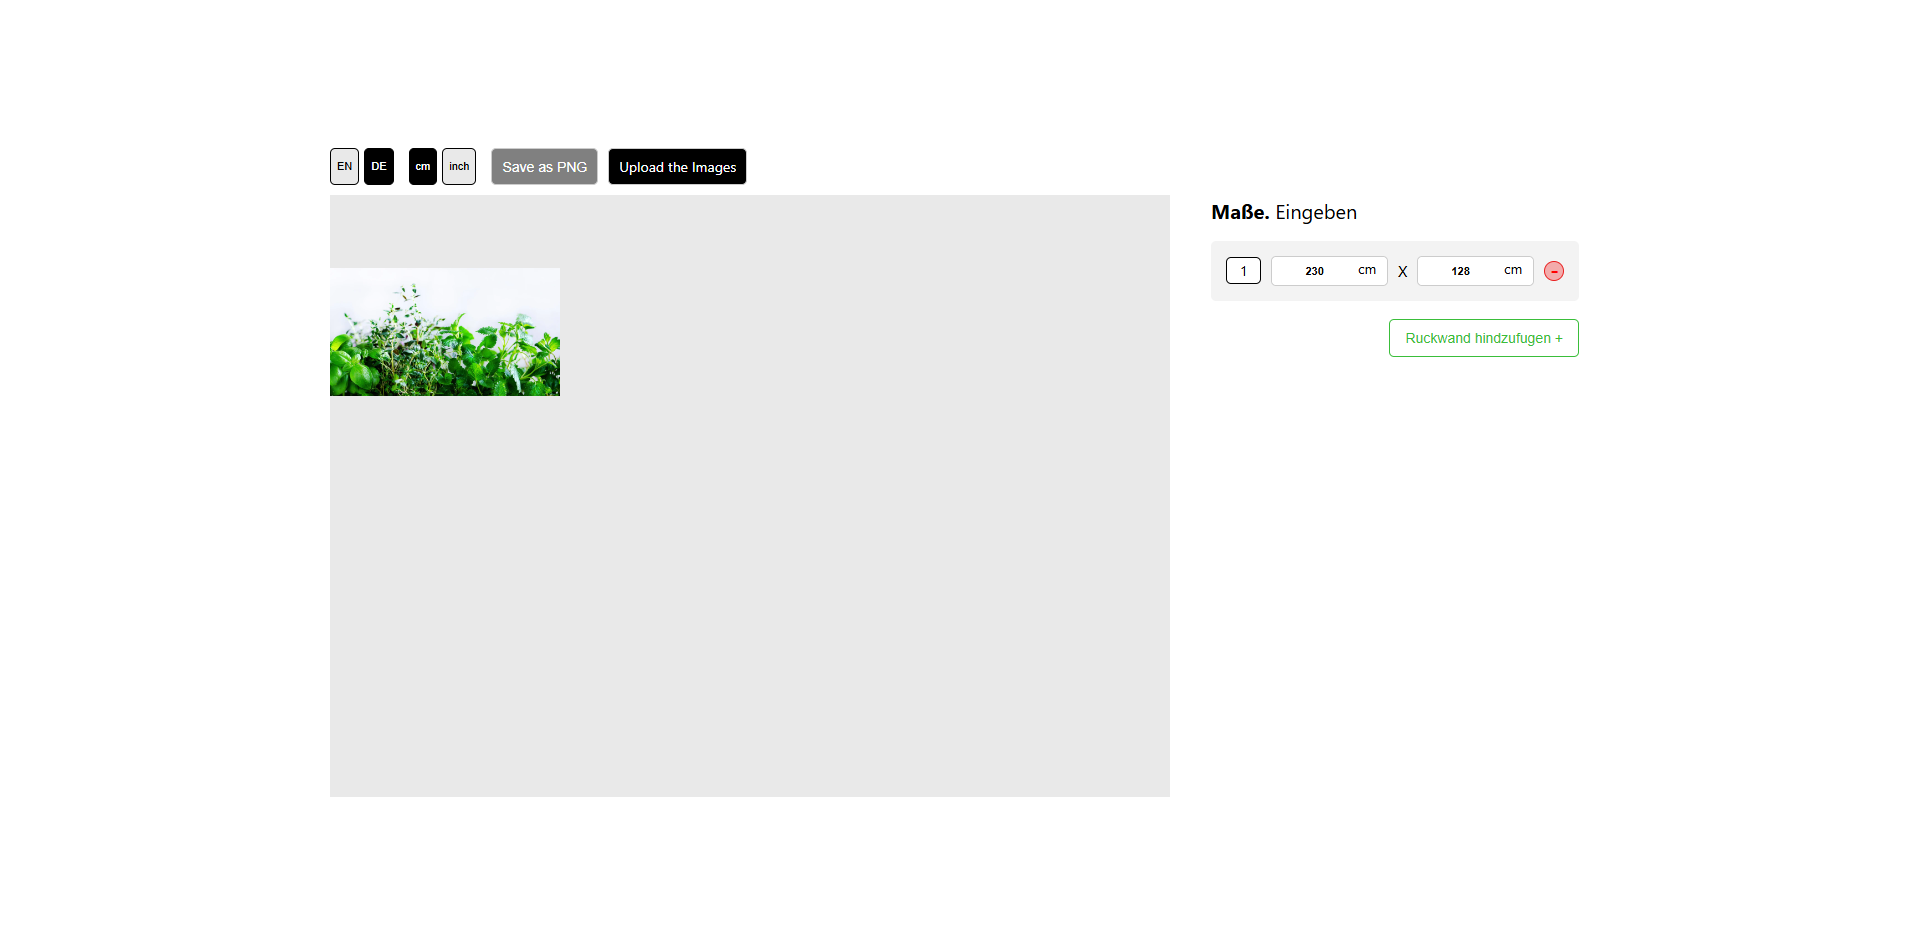 EN DE cm inch Save as PNG Upload the Images
Maße. Eingeben
1 230 cm X 128 cm -
Ruckwand hindzufugen +